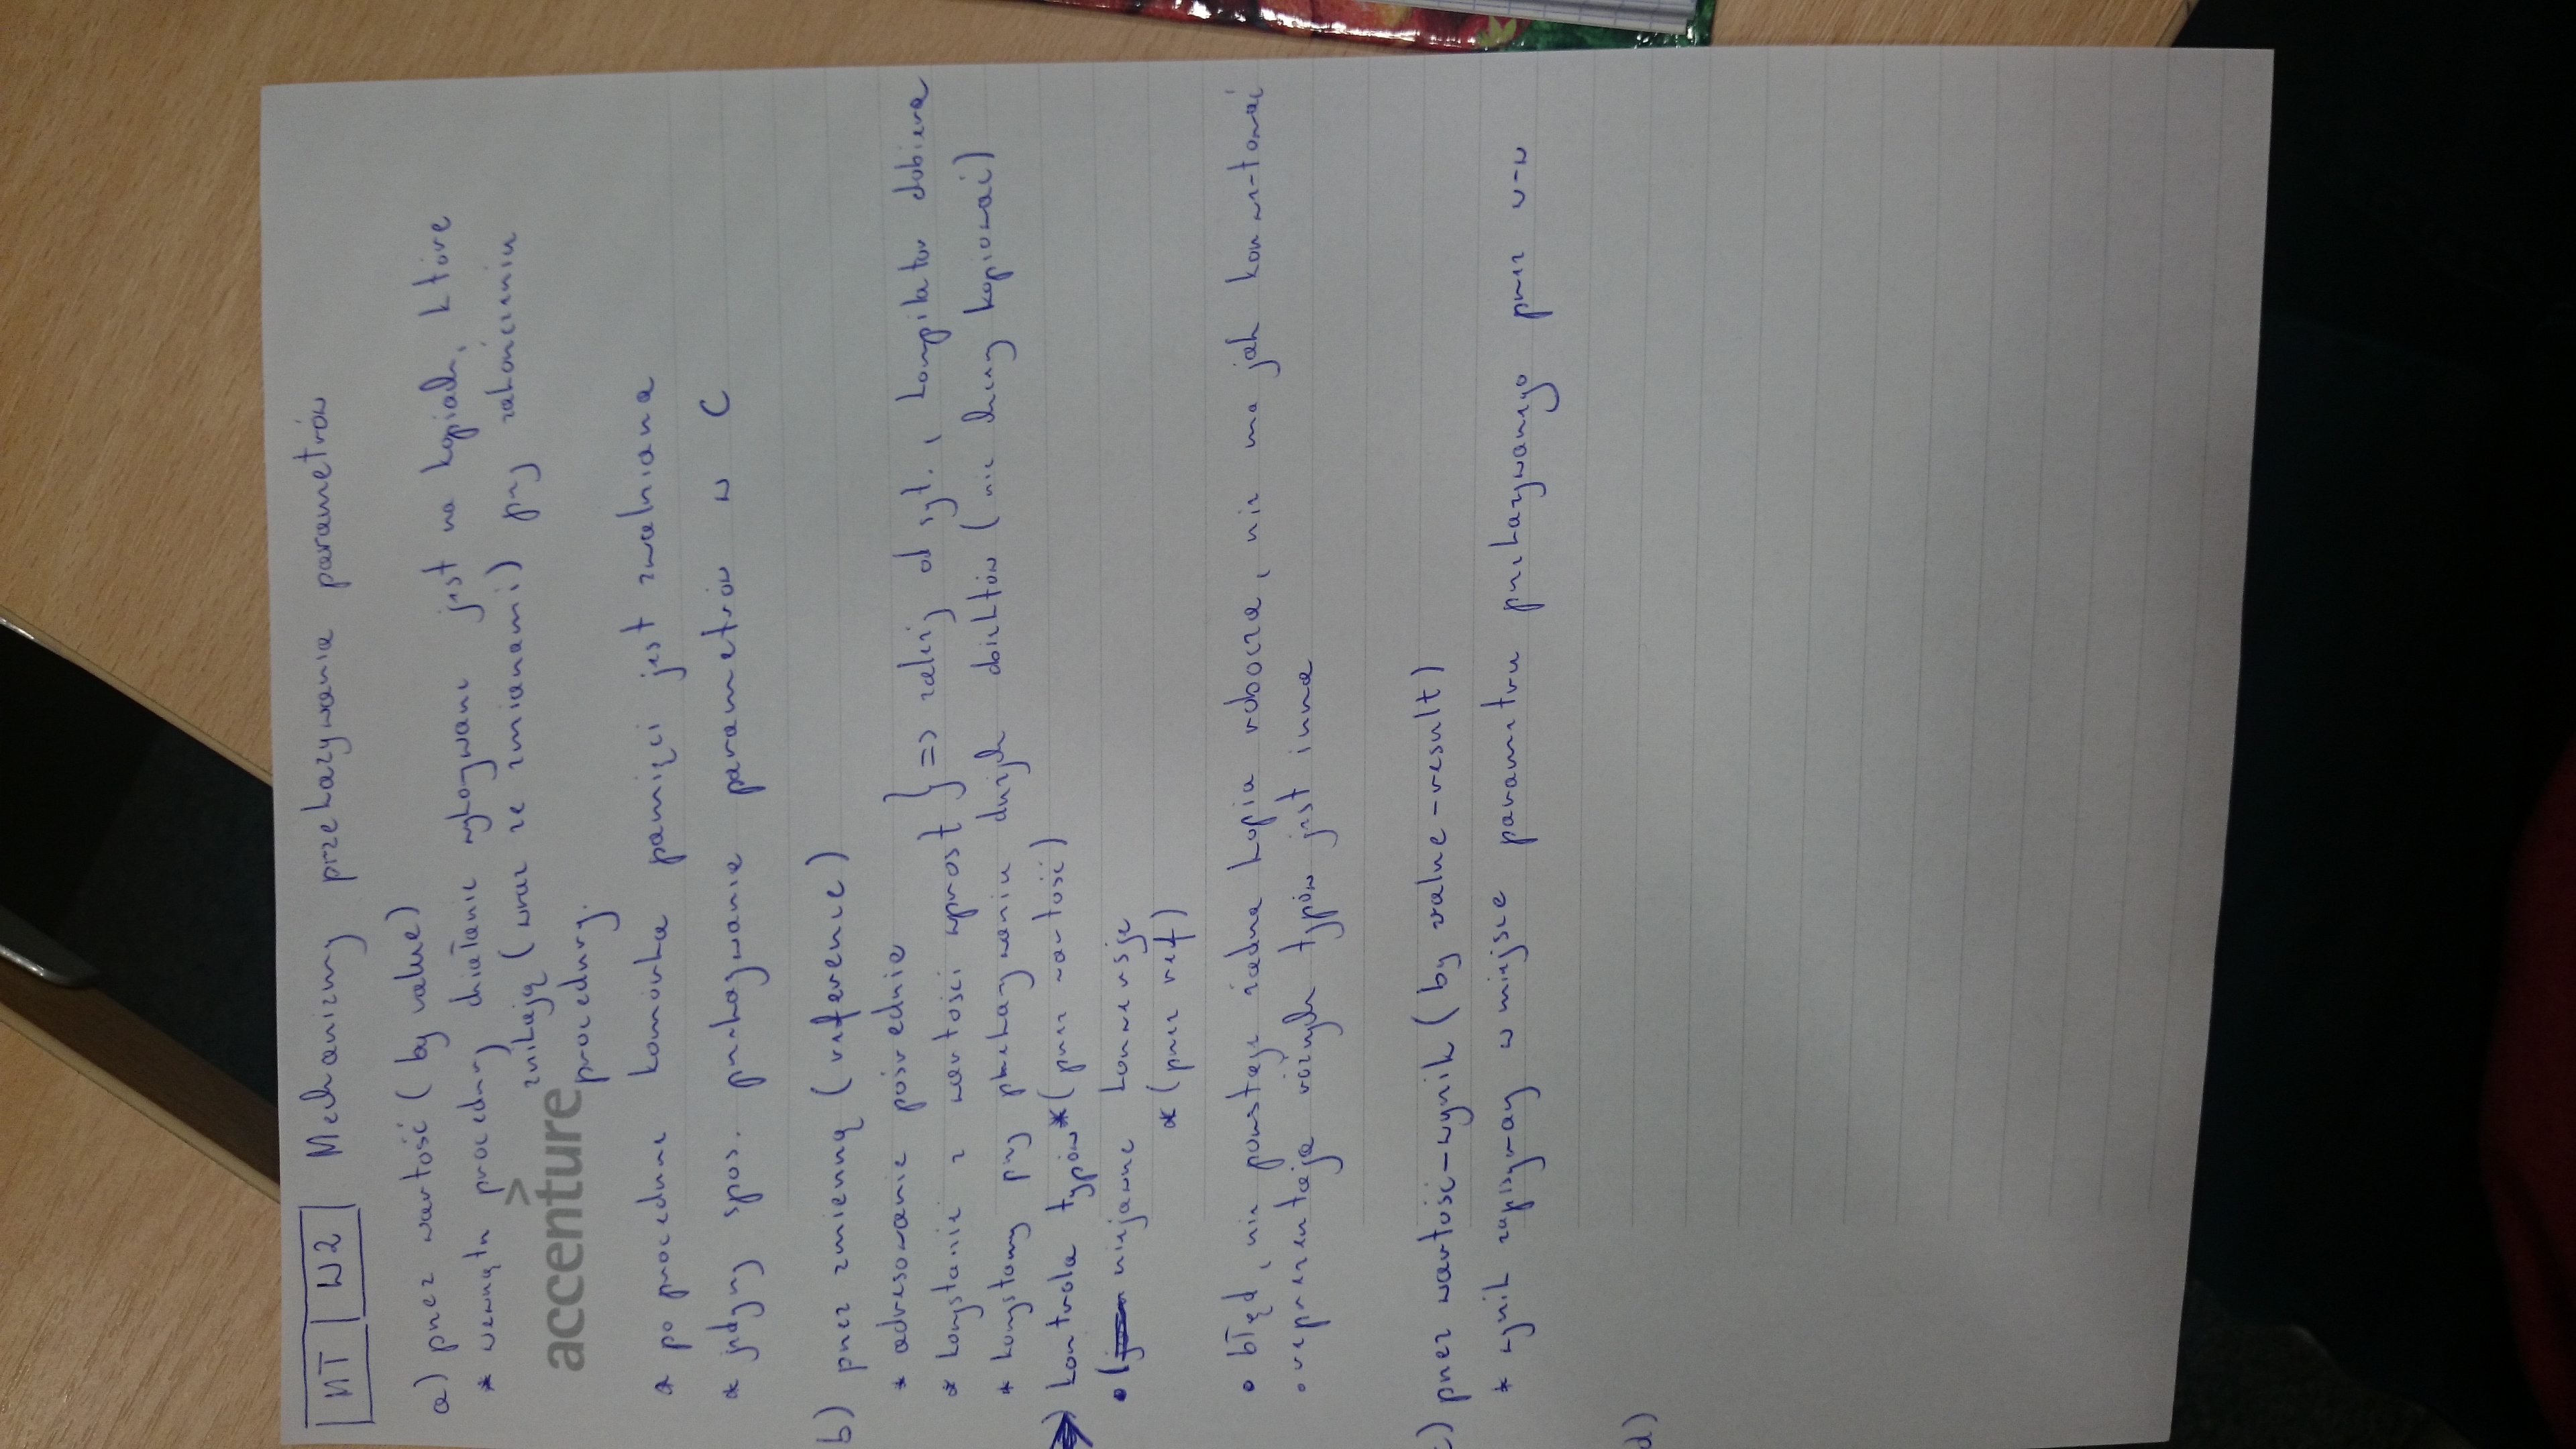 MT | W2 Mechanizmy przekazywania parametrów
a) przez wartość (by value)
* wewnątrz procedury działanie wykonywane jest na kopiach, które
znikają (wraz ze zmianami) przy zakończeniu
>
accenture
procedury.
* po procedurze komórka pamięci jest zwalniana
* jedyny spos. przekazywania parametrów w C
b) przez zmienną (reference)
* adresowanie pośrednie
* korzystanie z wartości wprost } => zależy od syt., kompilator dobiera
* korzystamy przy przekazywaniu dużych obiektów (nie chcemy kopiować)
→) kontrola typów * (przez wartość)
• niejawne konwersje
* (przez ref)
• błąd, nie powstaje żadna kopia robocza, nie ma jak konwertować
• reprezentacja różnych typów jest inna
c) przez wartość-wynik (by value-result)
* wynik zapisywany w miejsce parametru przekazywanego przez w-w
d)